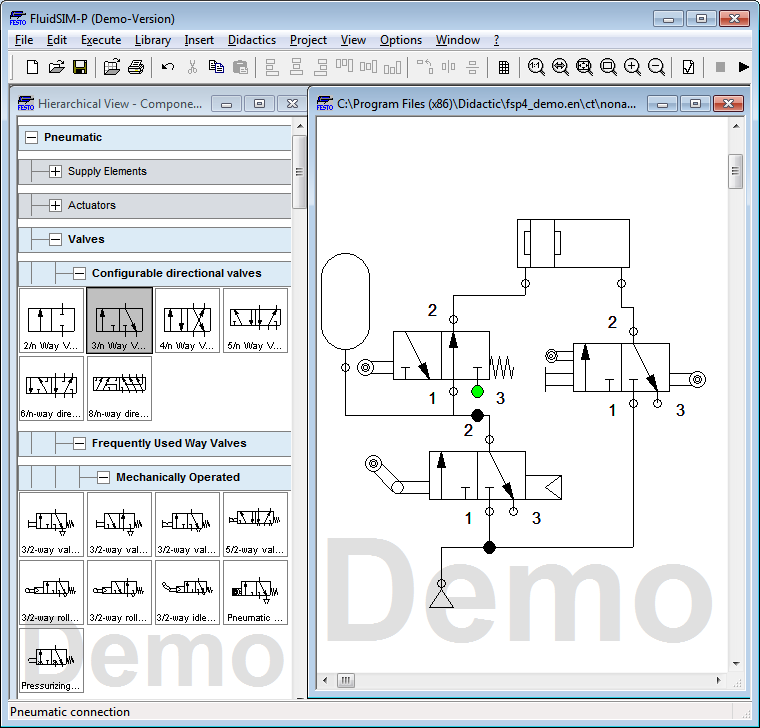 FluidSIM-P (Demo-Version)
File Edit Execute Library Insert Didactics Project View Options Window ?
FESTO Hierarchical View - Compone...
FESTO C:\Program Files (x86)\Didactic\fsp4_demo.en\ct\nona...
Pneumatic
Supply Elements
Actuators
Valves
Configurable directional valves
2/n Way V... 3/n Way V... 4/n Way V... 5/n Way V...
6/n-way dire... 8/n-way dire...
Frequently Used Way Valves
Mechanically Operated
3/2-way val... 3/2-way val... 3/2-way val... 5/2-way val...
3/2-way roll... 3/2-way roll... 3/2-way idle... Pneumatic ...
Pressurizing...
Demo
2
1 3
2
1 3
2
1 3
Demo
Pneumatic connection